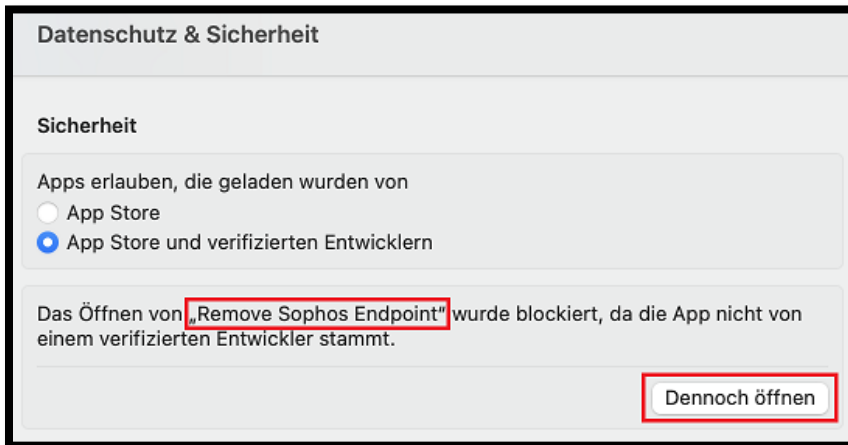 Datenschutz & Sicherheit
Sicherheit
Apps erlauben, die geladen wurden von
App Store
App Store und verifizierten Entwicklern
Das Öffnen von „Remove Sophos Endpoint“ wurde blockiert, da die App nicht von
einem verifizierten Entwickler stammt.
Dennoch öffnen